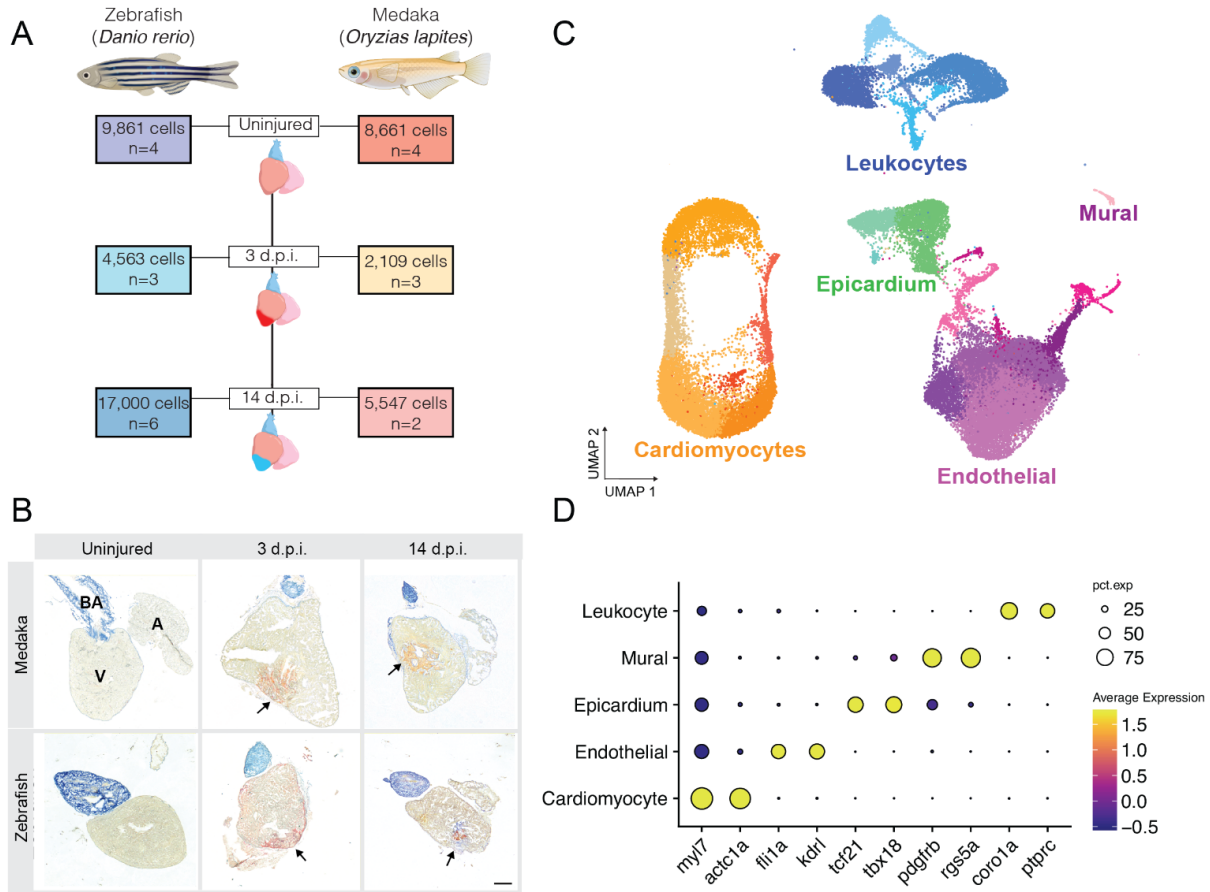 A
Zebrafish
(Danio rerio)
Medaka
(Oryzias lapites)
9,861 cells
n=4
Uninjured
8,661 cells
n=4
4,563 cells
n=3
3 d.p.i.
2,109 cells
n=3
17,000 cells
n=6
14 d.p.i.
5,547 cells
n=2
B
Uninjured
3 d.p.i.
14 d.p.i.
Medaka
BA
A
V
Zebrafish
C
Leukocytes
Mural
Epicardium
Cardiomyocytes
Endothelial
UMAP 2
UMAP 1
D
Leukocyte
Mural
Epicardium
Endothelial
Cardiomyocyte
myl7
actc1a
fli1a
kdrl
tcf21
tbx18
pdgfrb
rgs5a
coro1a
ptprc
pct.exp
25
50
75
Average Expression
1.5
1.0
0.5
0.0
−0.5